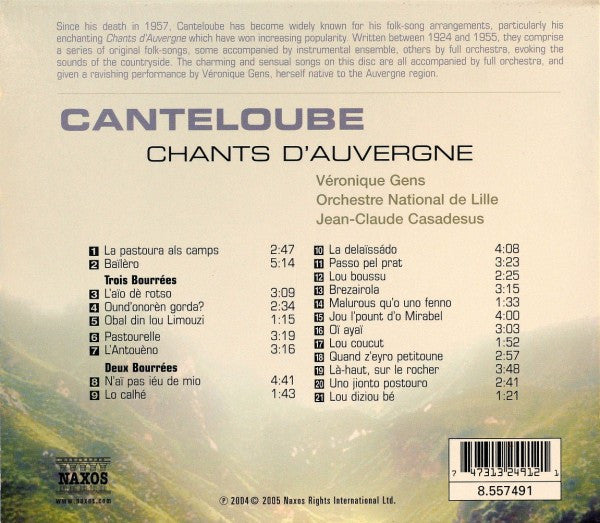 Since his death in 1957, Canteloube has become widely known for his folk-song arrangements, particularly his
enchanting Chants d'Auvergne which have won increasing popularity. Written between 1924 and 1955, they comprise
a series of original folk-songs, some accompanied by instrumental ensemble, others by full orchestra, evoking the
sounds of the countryside. The charming and sensual songs on this disc are all accompanied by full orchestra, and
given a ravishing performance by Véronique Gens, herself native to the Auvergne region.
CANTELOUBE
CHANTS D'AUVERGNE
Véronique Gens
Orchestre National de Lille
Jean-Claude Casadesus
1 La pastoura als camps 2:47
2 Baïlèro 5:14
Trois Bourrées
3 L'aïo dè rotso 3:09
4 Ound'onorèn gorda? 2:34
5 Obal din lou Limouzi 1:15
6 Pastourelle 3:19
7 L'Antouèno 3:16
Deux Bourrées
8 N'aï pas iéu de mio 4:41
9 Lo calhé 1:43
10 La delaïssádo 4:08
11 Passo pel prat 3:23
12 Lou boussu 2:25
13 Brezairola 3:15
14 Malurous qu'o uno fenno 1:33
15 Jou l'pount d'o Mirabel 4:00
16 Oï ayaï 3:03
17 Lou coucut 1:52
18 Quand z'eyro petitoune 2:57
19 Là-haut, sur le rocher 3:48
20 Uno jionto postouro 2:41
21 Lou diziou bé 1:21
NAXOS
www.naxos.com
℗ 2004 © 2005 Naxos Rights International Ltd.
7 47313 24912 1
8.557491